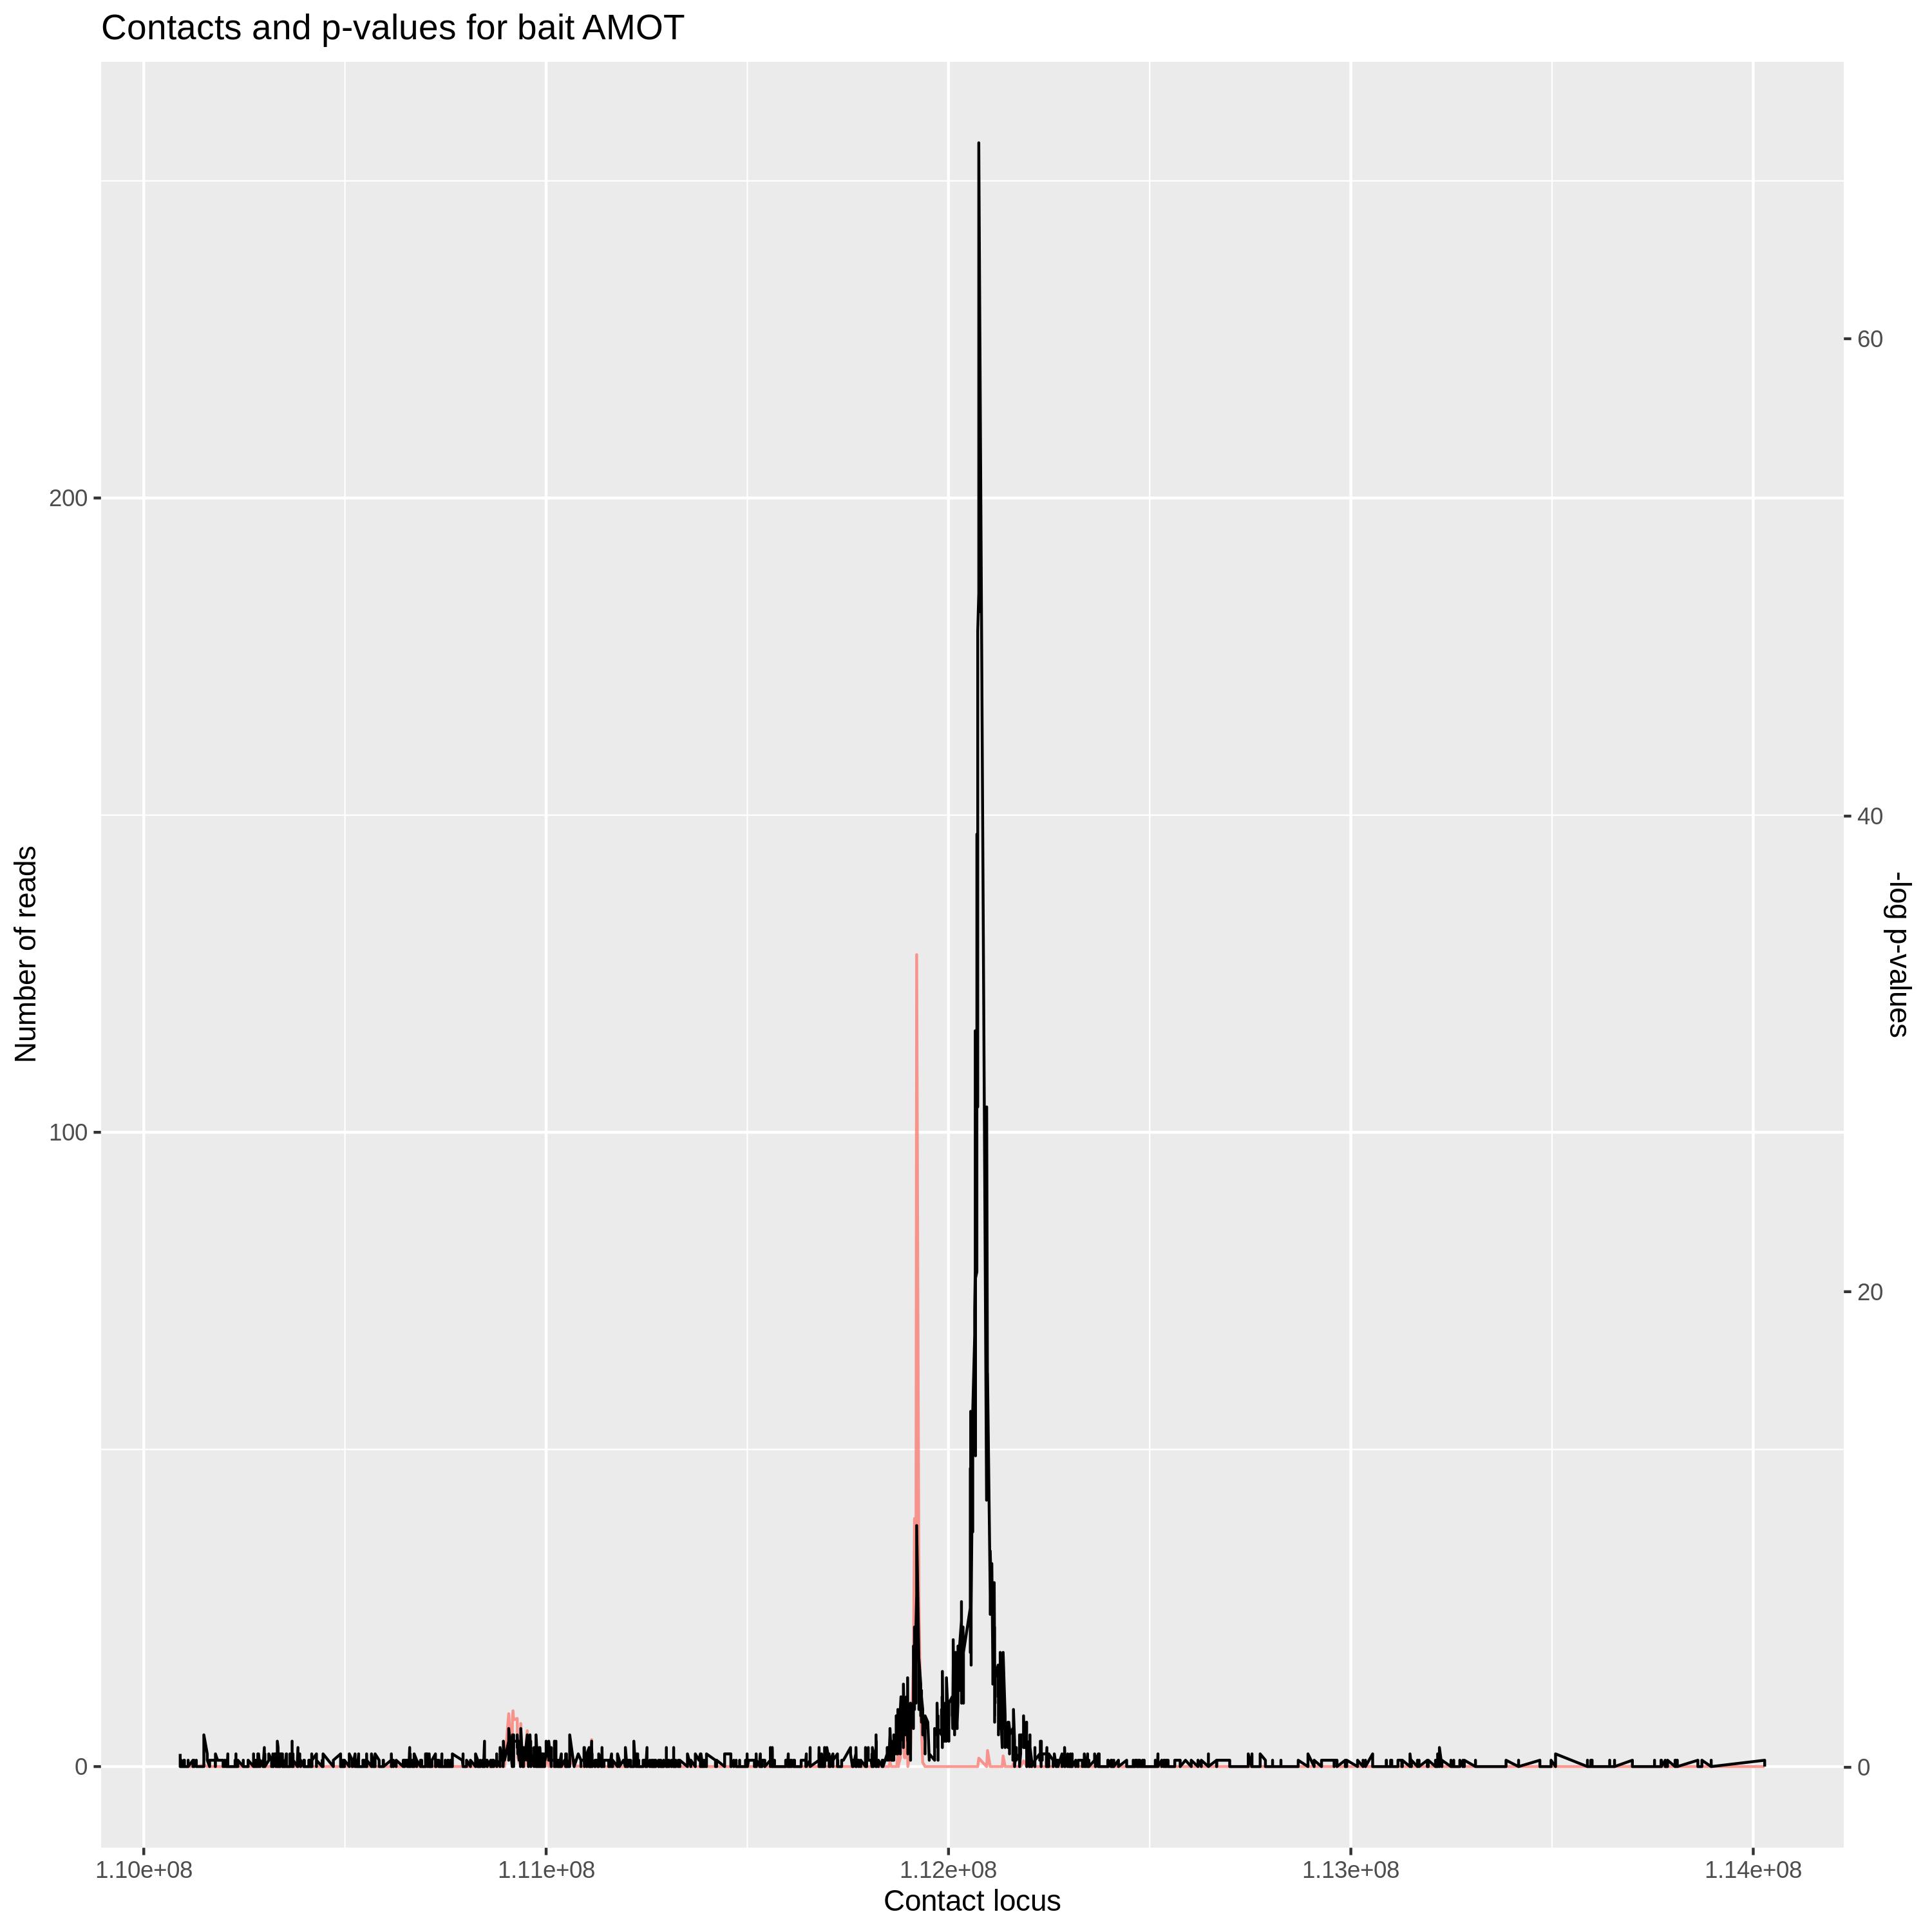 Contacts and p-values for bait AMOT
Number of reads
200
100
0
60
40
20
0
-log p-values
1.10e+08
1.11e+08
1.12e+08
1.13e+08
1.14e+08
Contact locus